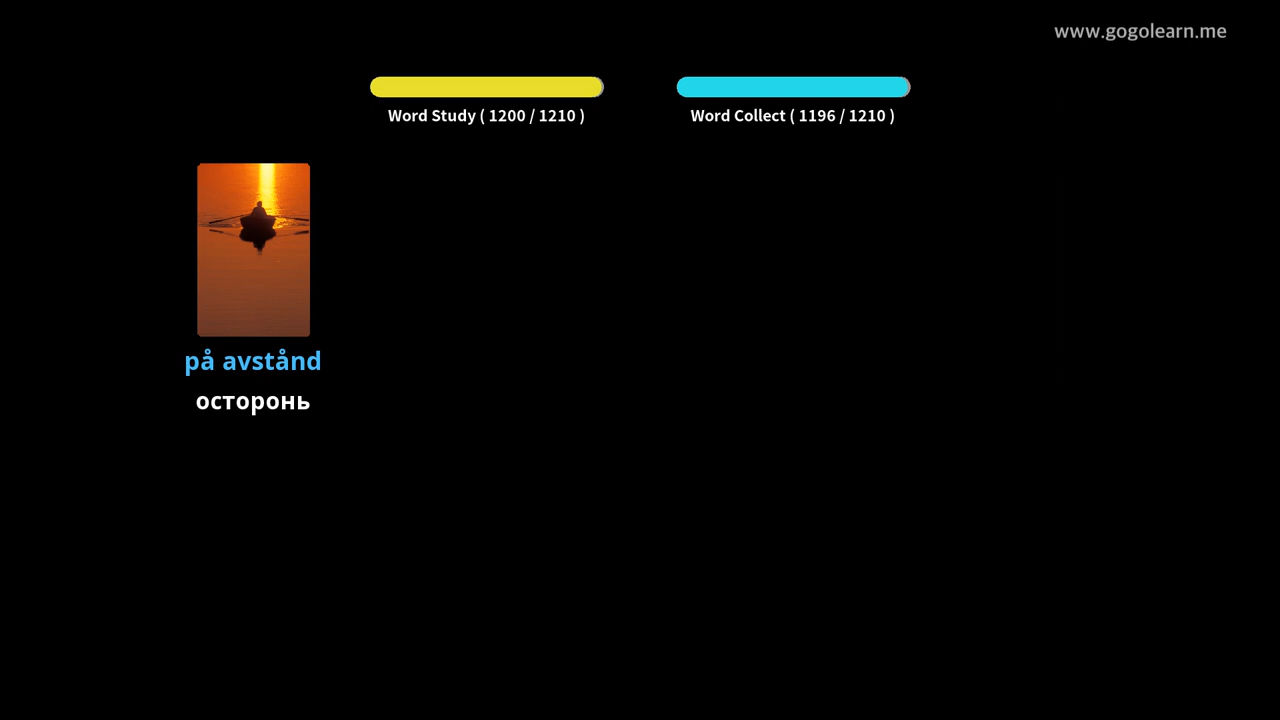 www.gogolearn.me
Word Study ( 1200 / 1210 )
Word Collect ( 1196 / 1210 )
på avstånd
осторонь